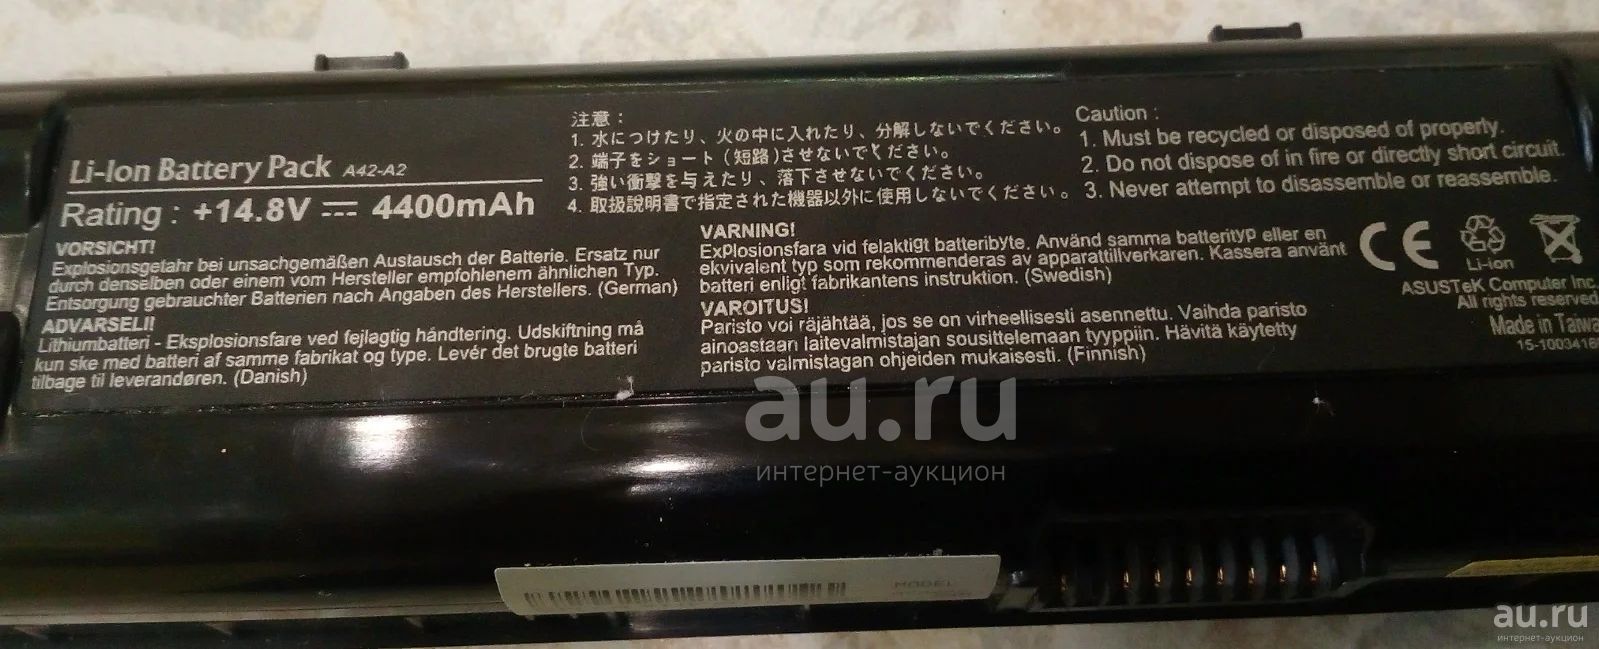 Li-Ion Battery Pack A42-A2
Rating : +14.8V 4400mAh
VORSICHT!
Explosionsgetahr bei unsachgemäßen Austausch der Batterie. Ersatz nur
durch denselben oder einem vom Hersteller empfohlenem ähnlichen Typ.
Entsorgung gebrauchter Batterien nach Angaben des Herstellers. (German)
ADVARSELI!
Lithiumbatteri - Eksplosionsfare ved fejlagtig håndtering. Udskiftning må
kun ske med batteri af samme fabrikat og type. Levér det brugte batteri
tilbage til leverandøren. (Danish)
注意：
1. 水につけたり、火の中に入れたり、分解しないでください。
2. 端子をショート（短路)させないでください。
3. 強い衝撃を与えたり、落下させないでください。
4. 取扱説明書で指定された機器以外に使用しないでください。
VARNING!
ExPlosionsfara vid felaktigt batteribyte. Använd samma batterityp eller en
ekvivalent typ som rekommenderas av apparattillverkaren. Kassera använt
batteri enligt fabrikantens instruktion. (Swedish)
VAROITUS!
Paristo voi räjähtää, jos se on virheellisesti asennettu. Vaihda paristo
ainoastaan laitevalmistajan sousittelemaan tyyppiin. Hävitä käytetty
paristo valmistagan ohjeiden mukaisesti. (Finnish)
Caution :
1. Must be recycled or disposed of properly.
2. Do not dispose of in fire or directly short circuit.
3. Never attempt to disassemble or reassemble.
CE
Li-ion
ASUSTeK Computer Inc.
All rights reserved
Made in Taiwa
15-1003416
au.ru
интернет-аукцион
MODEL
au.ru
интернет-аукцион